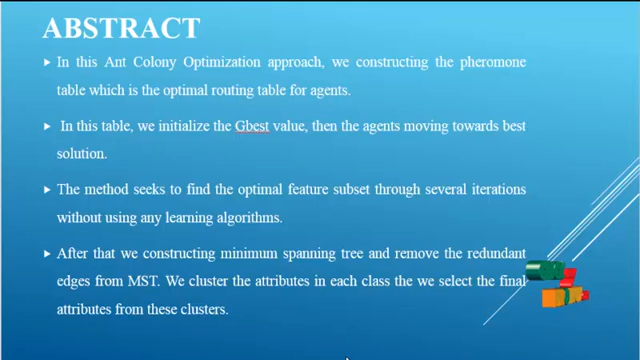 ABSTRACT
In this Ant Colony Optimization approach, we constructing the pheromone
table which is the optimal routing table for agents.
In this table, we initialize the Gbest value, then the agents moving towards best
solution.
The method seeks to find the optimal feature subset through several iterations
without using any learning algorithms.
After that we constructing minimum spanning tree and remove the redundant
edges from MST. We cluster the attributes in each class the we select the final
attributes from these clusters.